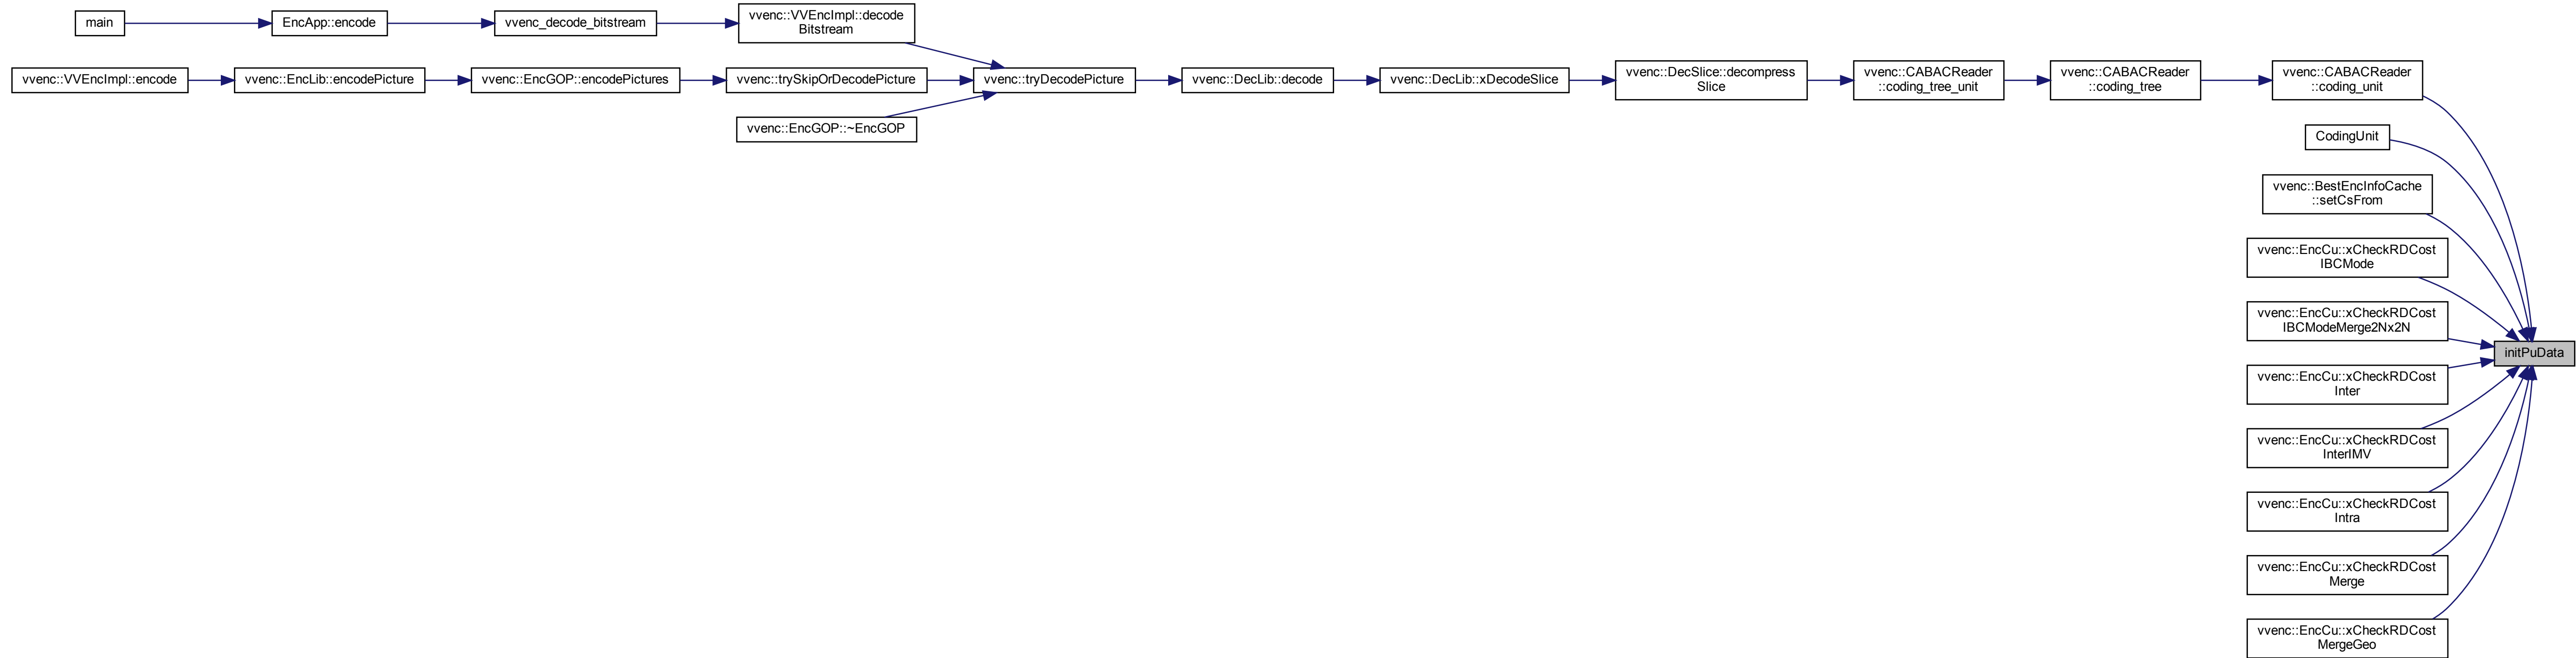 main
EncApp::encode
vvenc_decode_bitstream
vvenc::VVEncImpl::decode
Bitstream
vvenc::VVEncImpl::encode
vvenc::EncLib::encodePicture
vvenc::EncGOP::encodePictures
vvenc::trySkipOrDecodePicture
vvenc::tryDecodePicture
vvenc::DecLib::decode
vvenc::DecLib::xDecodeSlice
vvenc::DecSlice::decompress
Slice
vvenc::CABACReader
::coding_tree_unit
vvenc::CABACReader
::coding_tree
vvenc::CABACReader
::coding_unit
vvenc::EncGOP::~EncGOP
CodingUnit
vvenc::BestEncInfoCache
::setCsFrom
vvenc::EncCu::xCheckRDCost
IBCMode
vvenc::EncCu::xCheckRDCost
IBCModeMerge2Nx2N
initPuData
vvenc::EncCu::xCheckRDCost
Inter
vvenc::EncCu::xCheckRDCost
InterIMV
vvenc::EncCu::xCheckRDCost
Intra
vvenc::EncCu::xCheckRDCost
Merge
vvenc::EncCu::xCheckRDCost
MergeGeo